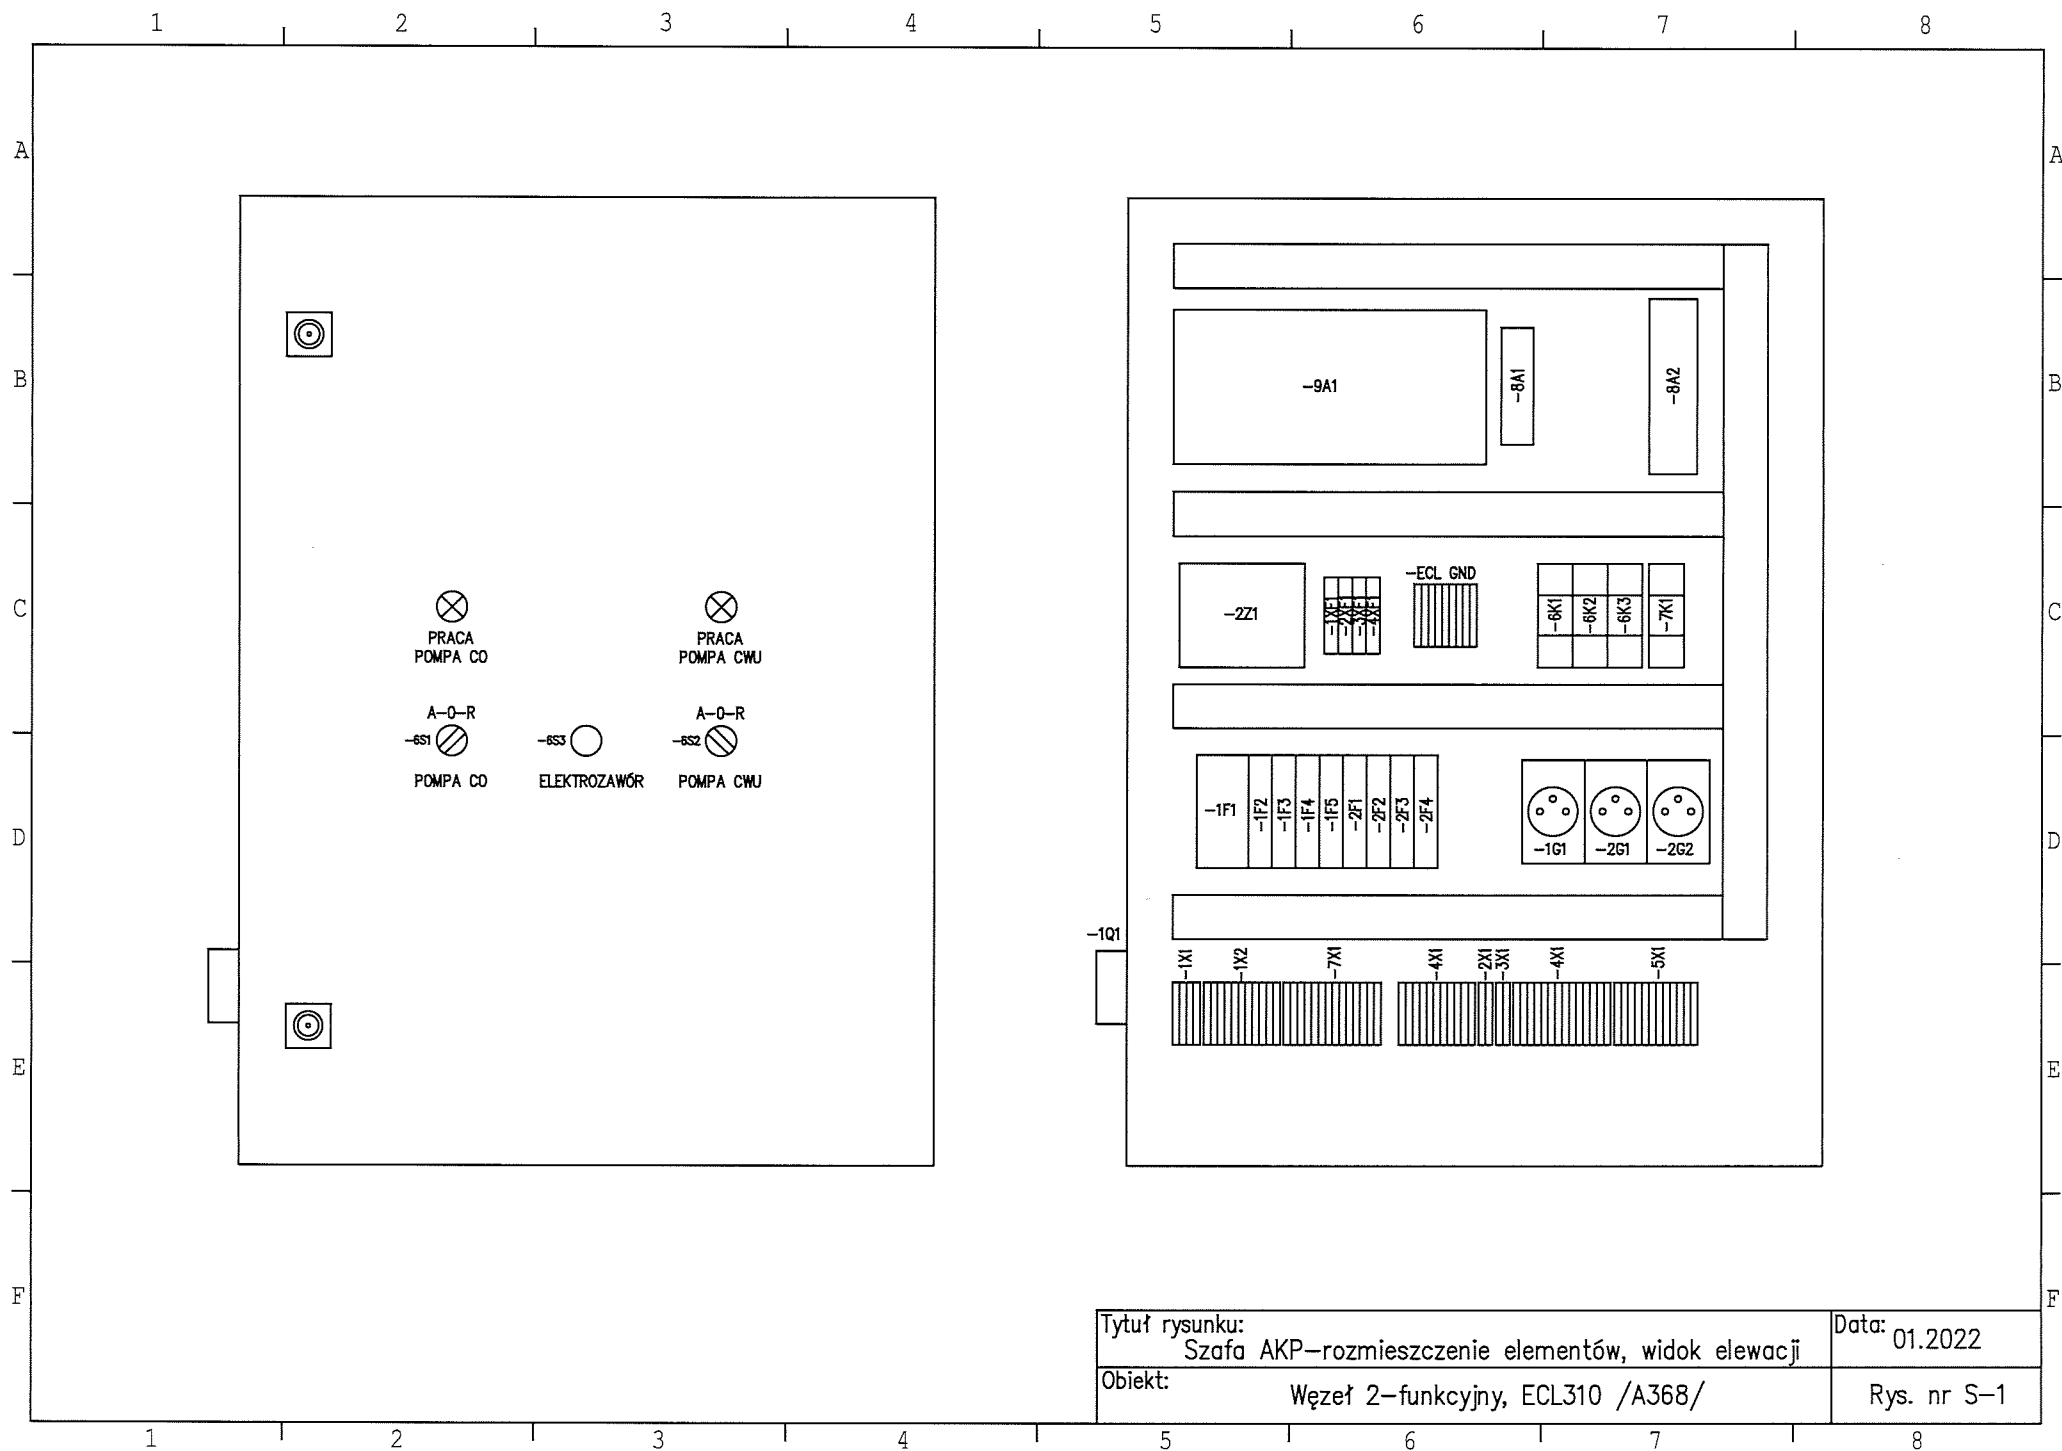 1 2 3 4 5 6 7 8
A A
B B
C C
D D
E E
F F
PRACA
POMPA CO
PRACA
POMPA CWU
A-0-R
A-0-R
-6S1
-6S3
-6S2
POMPA CO
ELEKTROZAWÓR
POMPA CWU
-9A1
-8A1
-8A2
-2Z1
-1XF1
-2XF1
-3XF1
-4XF1
-ECL GND
-6K1
-6K2
-6K3
-7K1
-1F1
-1F2
-1F3
-1F4
-1F5
-2F1
-2F2
-2F3
-2F4
-1G1
-2G1
-2G2
-1Q1
-1X1
-1X2
-7X1
-4X1
-2X1
-3X1
-4X1
-5X1
Tytuł rysunku:
Szafa AKP-rozmieszczenie elementów, widok elewacji
Data: 01.2022
Obiekt:
Węzeł 2-funkcyjny, ECL310 /A368/
Rys. nr S-1
1 2 3 4 5 6 7 8